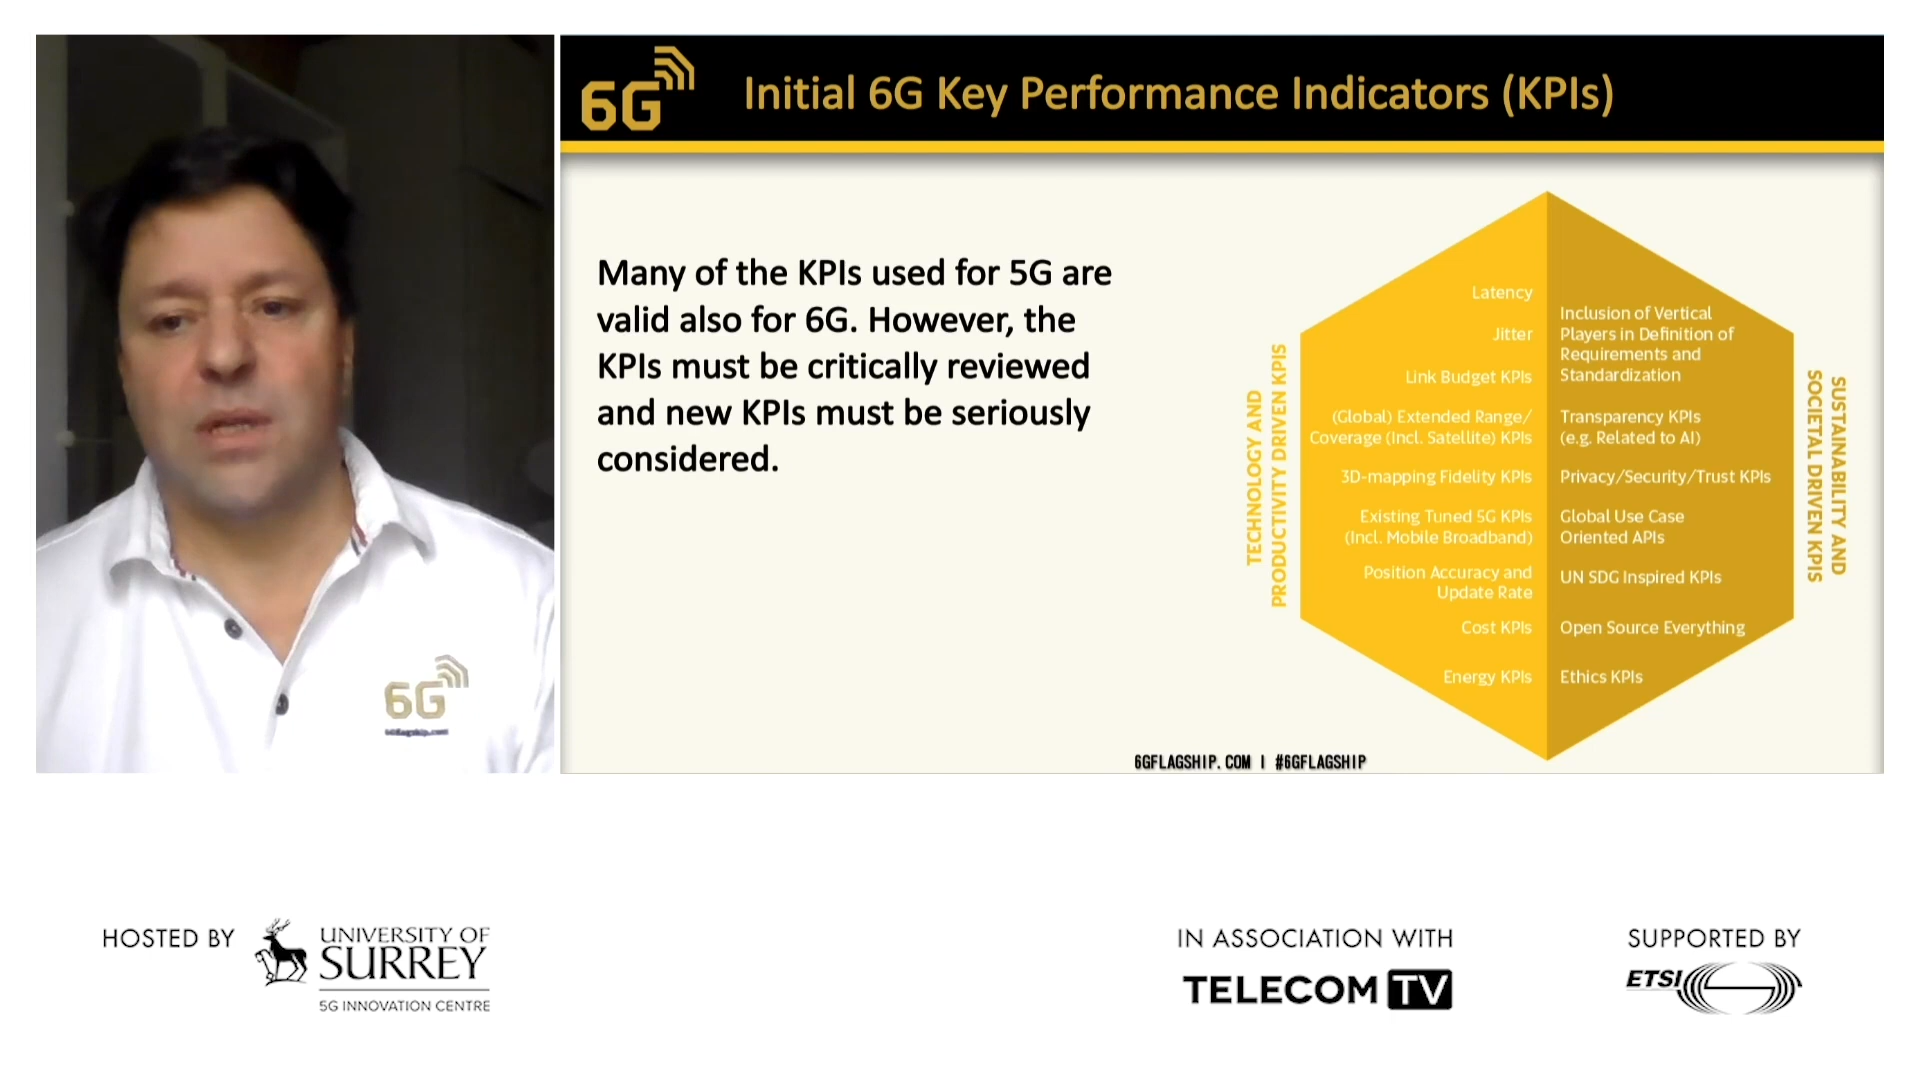 6G
Initial 6G Key Performance Indicators (KPIs)
Many of the KPIs used for 5G are
valid also for 6G. However, the
KPIs must be critically reviewed
and new KPIs must be seriously
considered.
TECHNOLOGY AND
PRODUCTIVITY DRIVEN KPIS
Latency
Jitter
Link Budget KPIs
(Global) Extended Range/
Coverage (Incl. Satellite) KPIs
3D-mapping Fidelity KPIs
Existing Tuned 5G KPIs
(Incl. Mobile Broadband)
Position Accuracy and
Update Rate
Cost KPIs
Energy KPIs
Inclusion of Vertical
Players in Definition of
Requirements and
Standardization
Transparency KPIs
(e.g. Related to AI)
Privacy/Security/Trust KPIs
Global Use Case
Oriented APIs
UN SDG Inspired KPIs
Open Source Everything
Ethics KPIs
SUSTAINABILITY AND
SOCIETAL DRIVEN KPIS
6GFLAGSHIP.COM | #6GFLAGSHIP
6G
6gflagship.com
HOSTED BY
UNIVERSITY OF
SURREY
5G INNOVATION CENTRE
IN ASSOCIATION WITH
TELECOM TV
SUPPORTED BY
ETSI